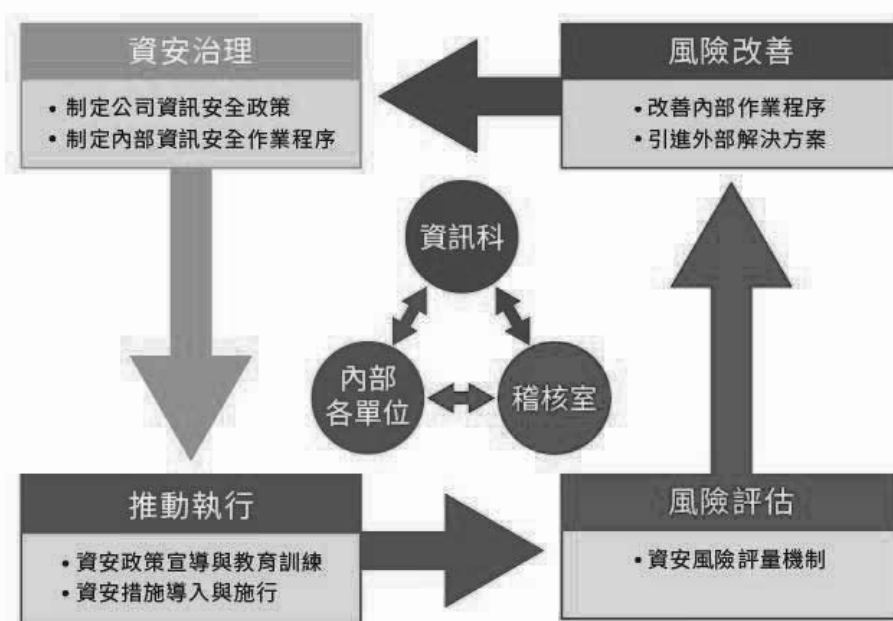 資安治理
• 制定公司資訊安全政策
• 制定內部資訊安全作業程序
風險改善
• 改善內部作業程序
• 引進外部解決方案
資訊科
內部
各單位
稽核室
推動執行
• 資安政策宣導與教育訓練
• 資安措施導入與施行
風險評估
• 資安風險評量機制